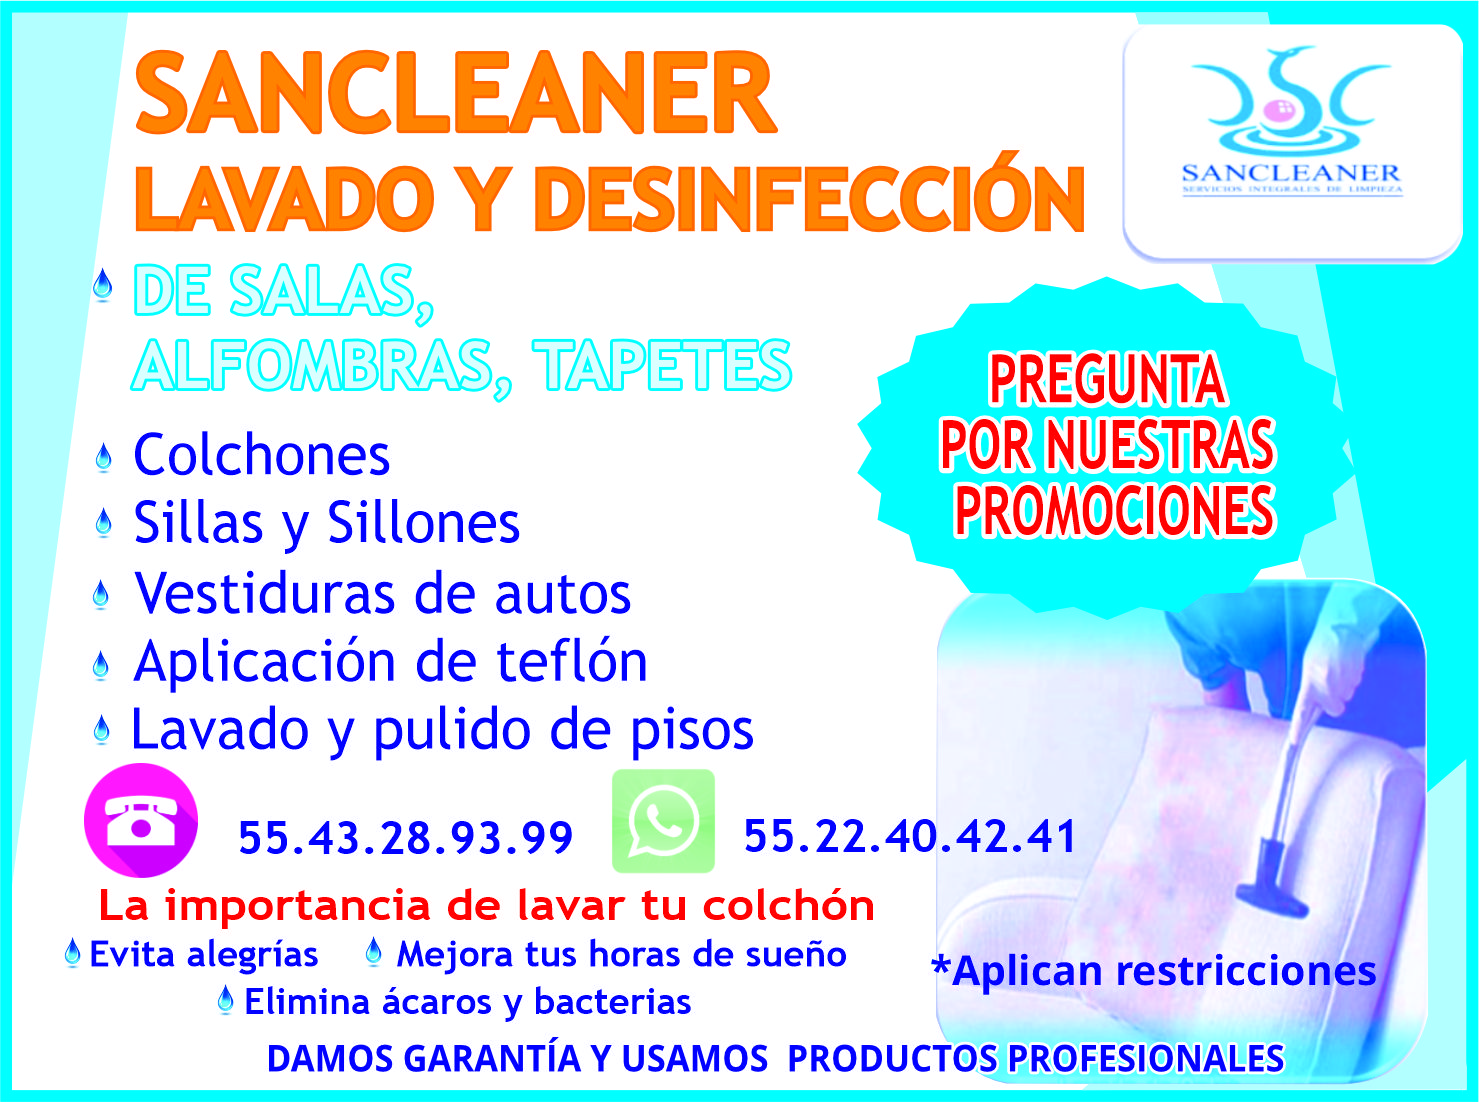 SANCLEANER
LAVADO Y DESINFECCIÓN
SANCLEANER
SERVICIOS INTEGRALES DE LIMPIEZA
DE SALAS,
ALFOMBRAS, TAPETES
PREGUNTA
POR NUESTRAS
PROMOCIONES
Colchones
Sillas y Sillones
Vestiduras de autos
Aplicación de teflón
Lavado y pulido de pisos
55.43.28.93.99
55.22.40.42.41
La importancia de lavar tu colchón
Evita alegrías
Mejora tus horas de sueño
Elimina ácaros y bacterias
*Aplican restricciones
DAMOS GARANTÍA Y USAMOS PRODUCTOS PROFESIONALES